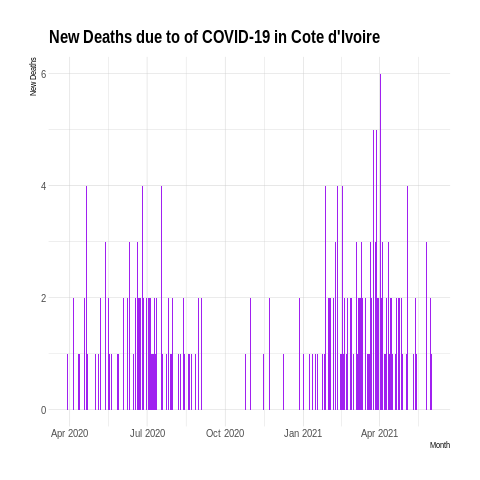 New Deaths due to of COVID-19 in Cote d'Ivoire
New Deaths
6
4
2
0
Apr 2020 Jul 2020 Oct 2020 Jan 2021 Apr 2021
Month